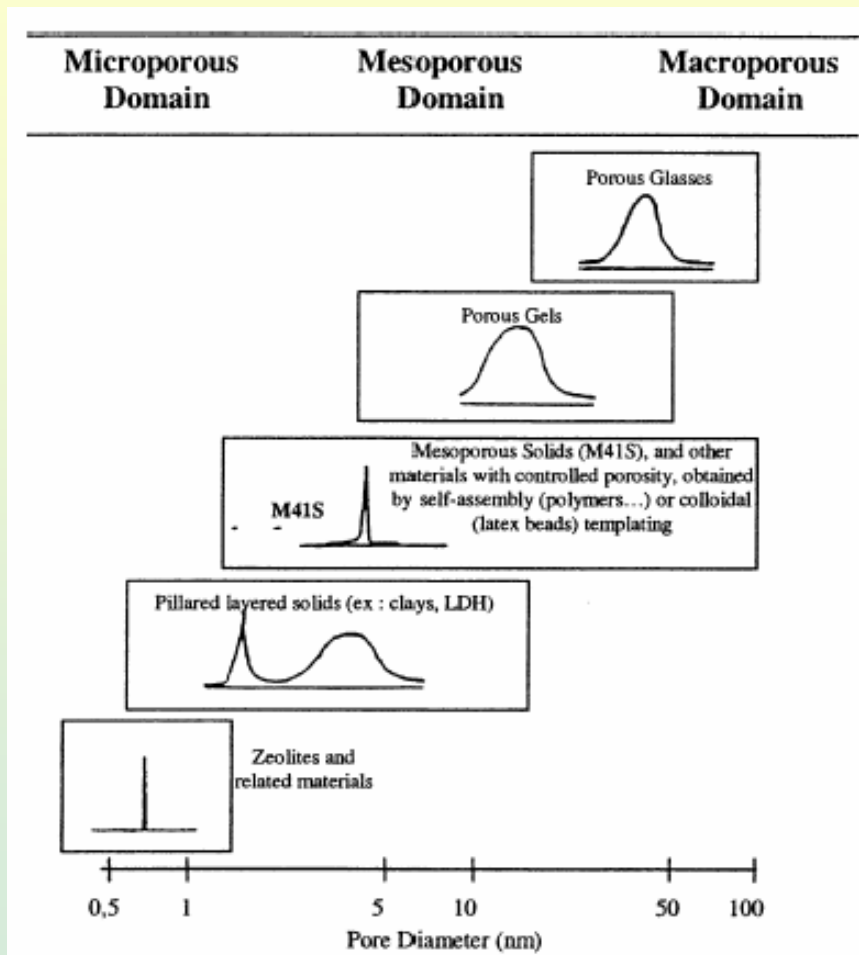 Microporous Domain
Mesoporous Domain
Macroporous Domain
Porous Glasses
Porous Gels
Mesoporous Solids (M41S), and other
materials with controlled porosity, obtained
by self-assembly (polymers...) or colloidal
(latex beads) templating
M41S
Pillared layered solids (ex : clays, LDH)
Zeolites and
related materials
0,5 1 5 10 50 100
Pore Diameter (nm)